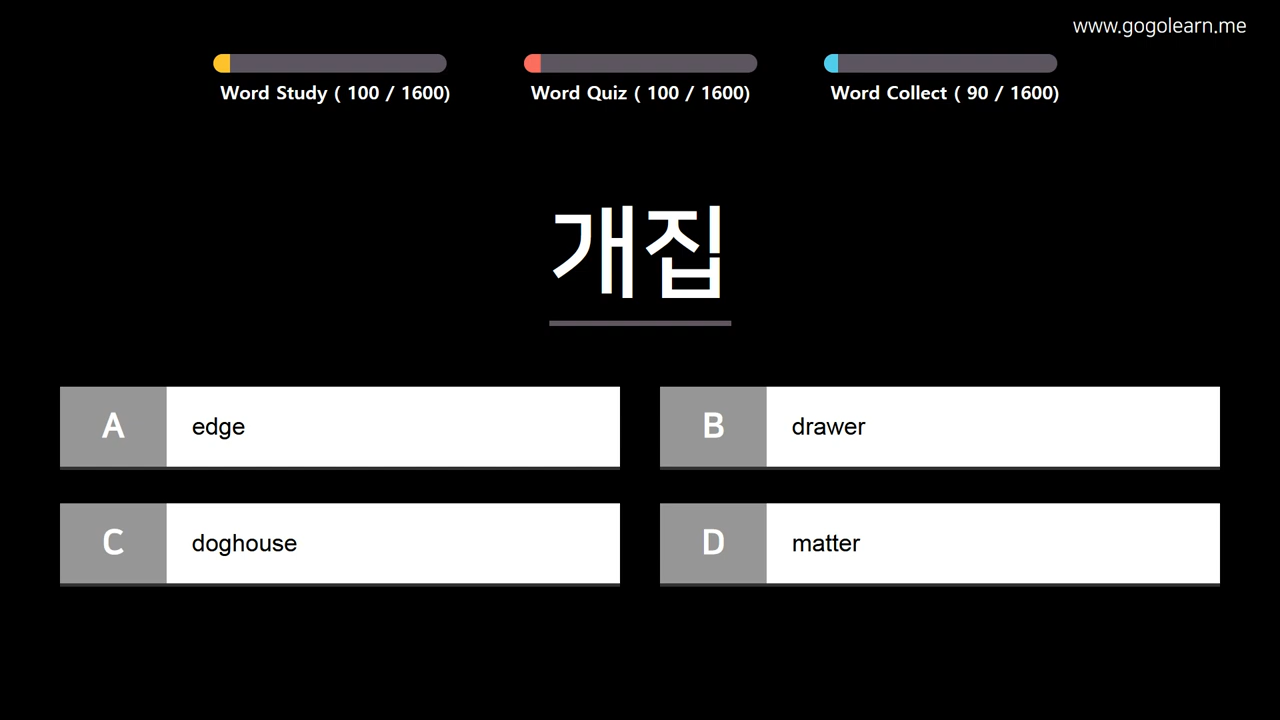 www.gogolearn.me
Word Study ( 100 / 1600)
Word Quiz ( 100 / 1600)
Word Collect ( 90 / 1600)
개집
A edge
B drawer
C doghouse
D matter